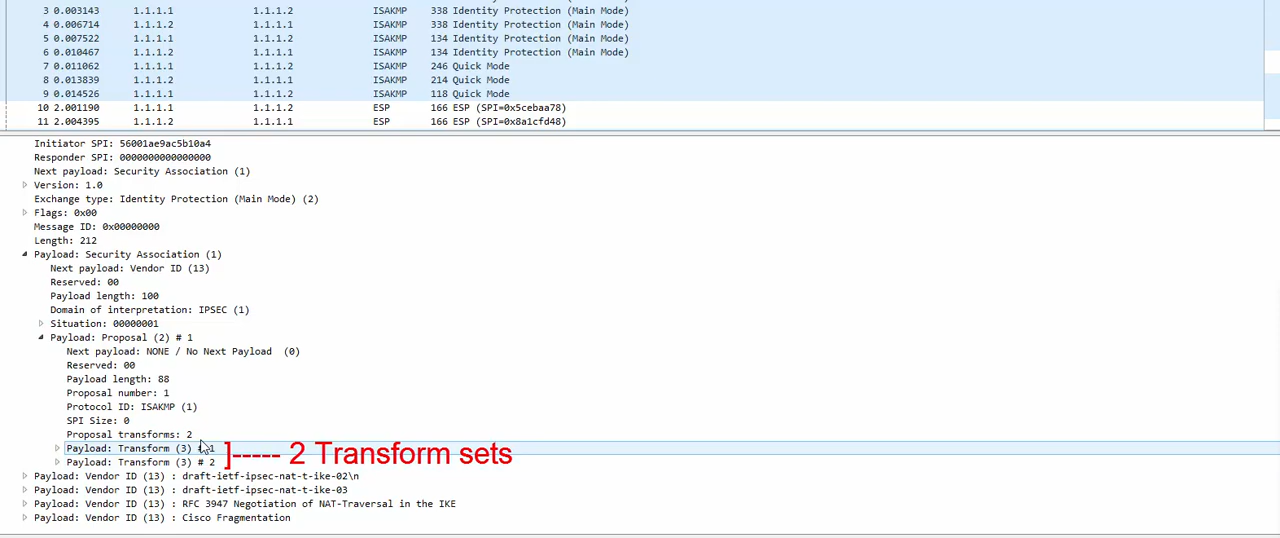 3 0.003143 1.1.1.1 1.1.1.2 ISAKMP 338 Identity Protection (Main Mode)
4 0.006714 1.1.1.2 1.1.1.1 ISAKMP 338 Identity Protection (Main Mode)
5 0.007522 1.1.1.1 1.1.1.2 ISAKMP 134 Identity Protection (Main Mode)
6 0.010467 1.1.1.2 1.1.1.1 ISAKMP 134 Identity Protection (Main Mode)
7 0.011062 1.1.1.1 1.1.1.2 ISAKMP 246 Quick Mode
8 0.013839 1.1.1.2 1.1.1.1 ISAKMP 214 Quick Mode
9 0.014526 1.1.1.1 1.1.1.2 ISAKMP 118 Quick Mode
10 2.001190 1.1.1.1 1.1.1.2 ESP 166 ESP (SPI=0x5cebaa78)
11 2.004395 1.1.1.2 1.1.1.1 ESP 166 ESP (SPI=0x8a1cfd48)
Initiator SPI: 56001ae9ac5b10a4
Responder SPI: 0000000000000000
Next payload: Security Association (1)
Version: 1.0
Exchange type: Identity Protection (Main Mode) (2)
Flags: 0x00
Message ID: 0x00000000
Length: 212
Payload: Security Association (1)
Next payload: Vendor ID (13)
Reserved: 00
Payload length: 100
Domain of interpretation: IPSEC (1)
Situation: 00000001
Payload: Proposal (2) # 1
Next payload: NONE / No Next Payload (0)
Reserved: 00
Payload length: 88
Proposal number: 1
Protocol ID: ISAKMP (1)
SPI Size: 0
Proposal transforms: 2
Payload: Transform (3) # 1 ]----- 2 Transform sets
Payload: Transform (3) # 2
Payload: Vendor ID (13) : draft-ietf-ipsec-nat-t-ike-02\n
Payload: Vendor ID (13) : draft-ietf-ipsec-nat-t-ike-03
Payload: Vendor ID (13) : RFC 3947 Negotiation of NAT-Traversal in the IKE
Payload: Vendor ID (13) : Cisco Fragmentation